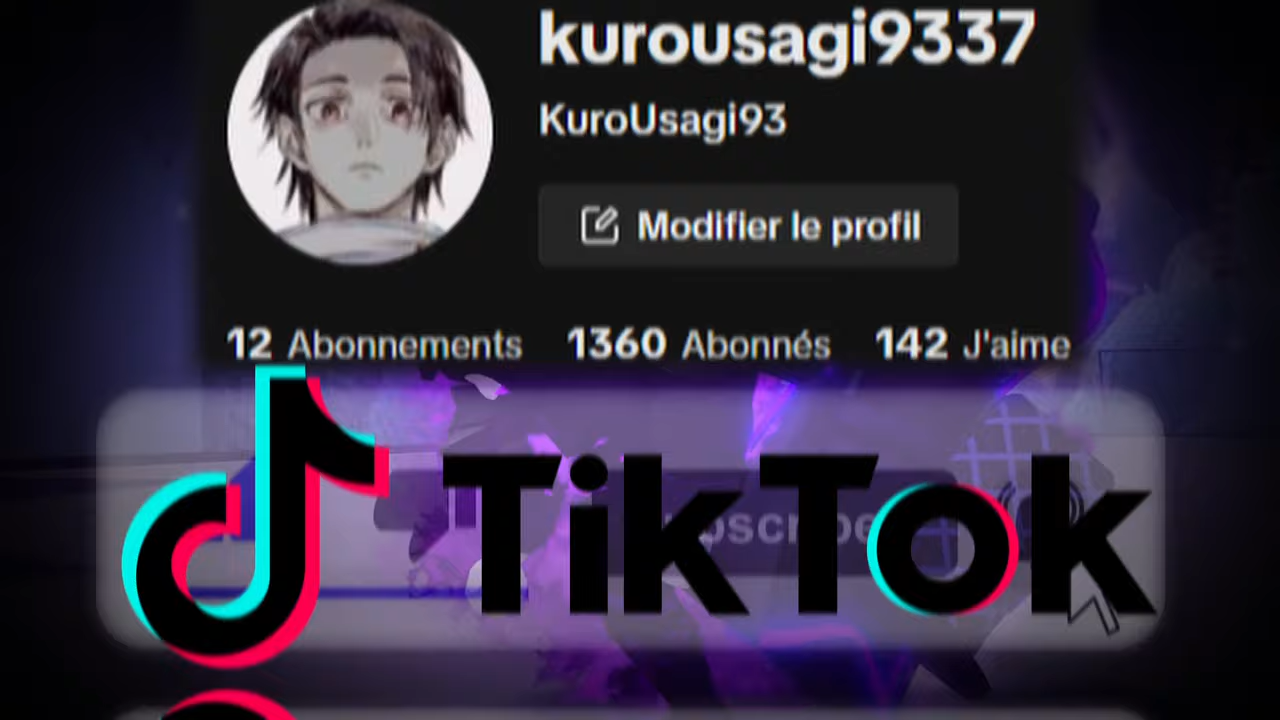 kurousagi9337
KuroUsagi93
Modifier le profil
12 Abonnements 1360 Abonnés 142 J'aime
TikTok